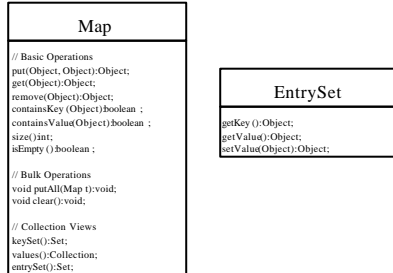 Map
// Basic Operations
put(Object, Object):Object;
get(Object):Object;
remove(Object):Object;
containsKey (Object):boolean ;
containsValue(Object):boolean ;
size():int;
isEmpty ():boolean ;
// Bulk Operations
void putAll(Map t):void;
void clear():void;
// Collection Views
keySet():Set;
values():Collection;
entrySet():Set;
EntrySet
getKey ():Object;
getValue():Object;
setValue(Object):Object;